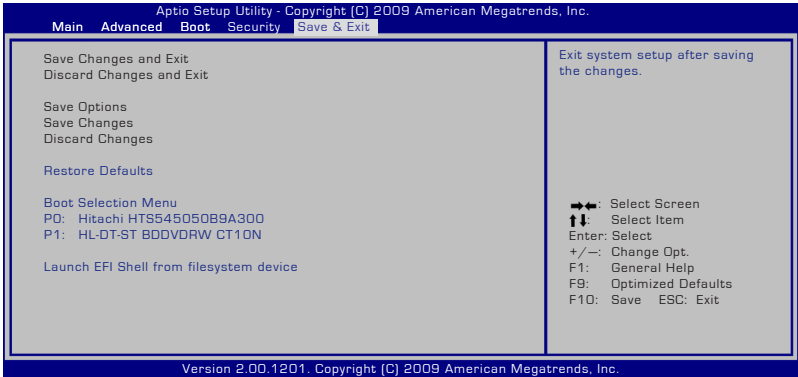 Aptio Setup Utility - Copyright (C) 2009 American Megatrends, Inc.
Main Advanced Boot Security Save & Exit
Save Changes and Exit
Discard Changes and Exit
Save Options
Save Changes
Discard Changes
Restore Defaults
Boot Selection Menu
P0: Hitachi HTS545050B9A300
P1: HL-DT-ST BDDVDRW CT10N
Launch EFI Shell from filesystem device
Exit system setup after saving
the changes.
→←: Select Screen
↑↓: Select Item
Enter: Select
+/—: Change Opt.
F1: General Help
F9: Optimized Defaults
F10: Save ESC: Exit
Version 2.00.1201. Copyright (C) 2009 American Megatrends, Inc.